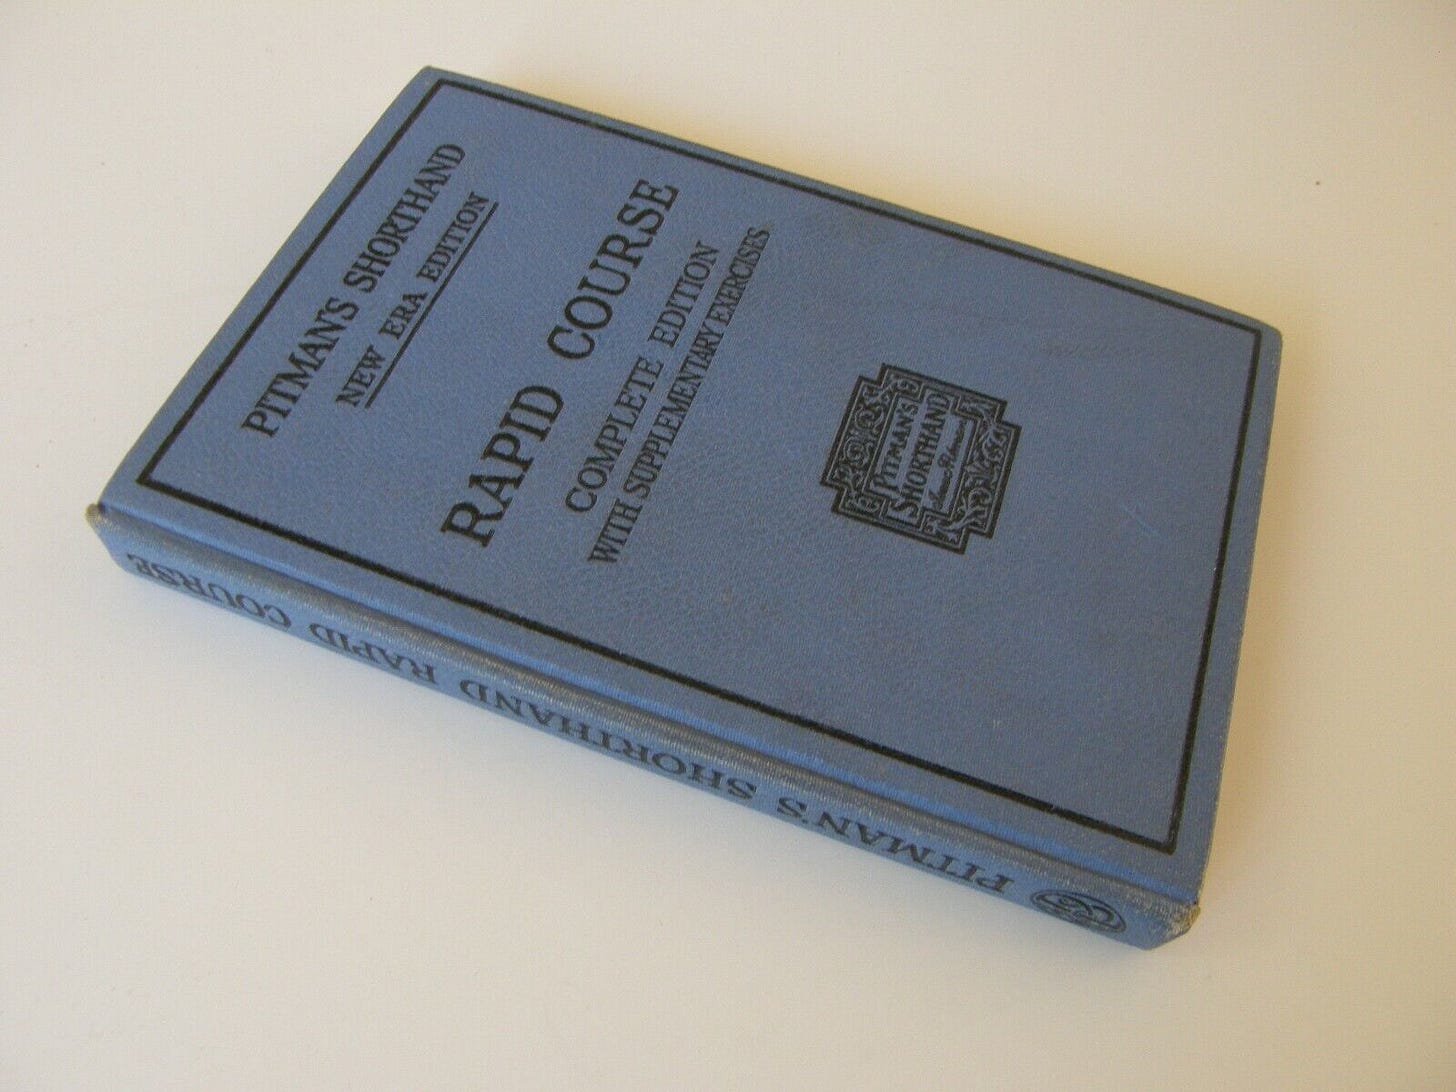 PITMAN'S SHORTHAND
NEW ERA EDITION
RAPID COURSE
COMPLETE EDITION
WITH SUPPLEMENTARY EXERCISES
PITMAN'S
SHORTHAND
PITMAN'S SHORTHAND RAPID COURSE